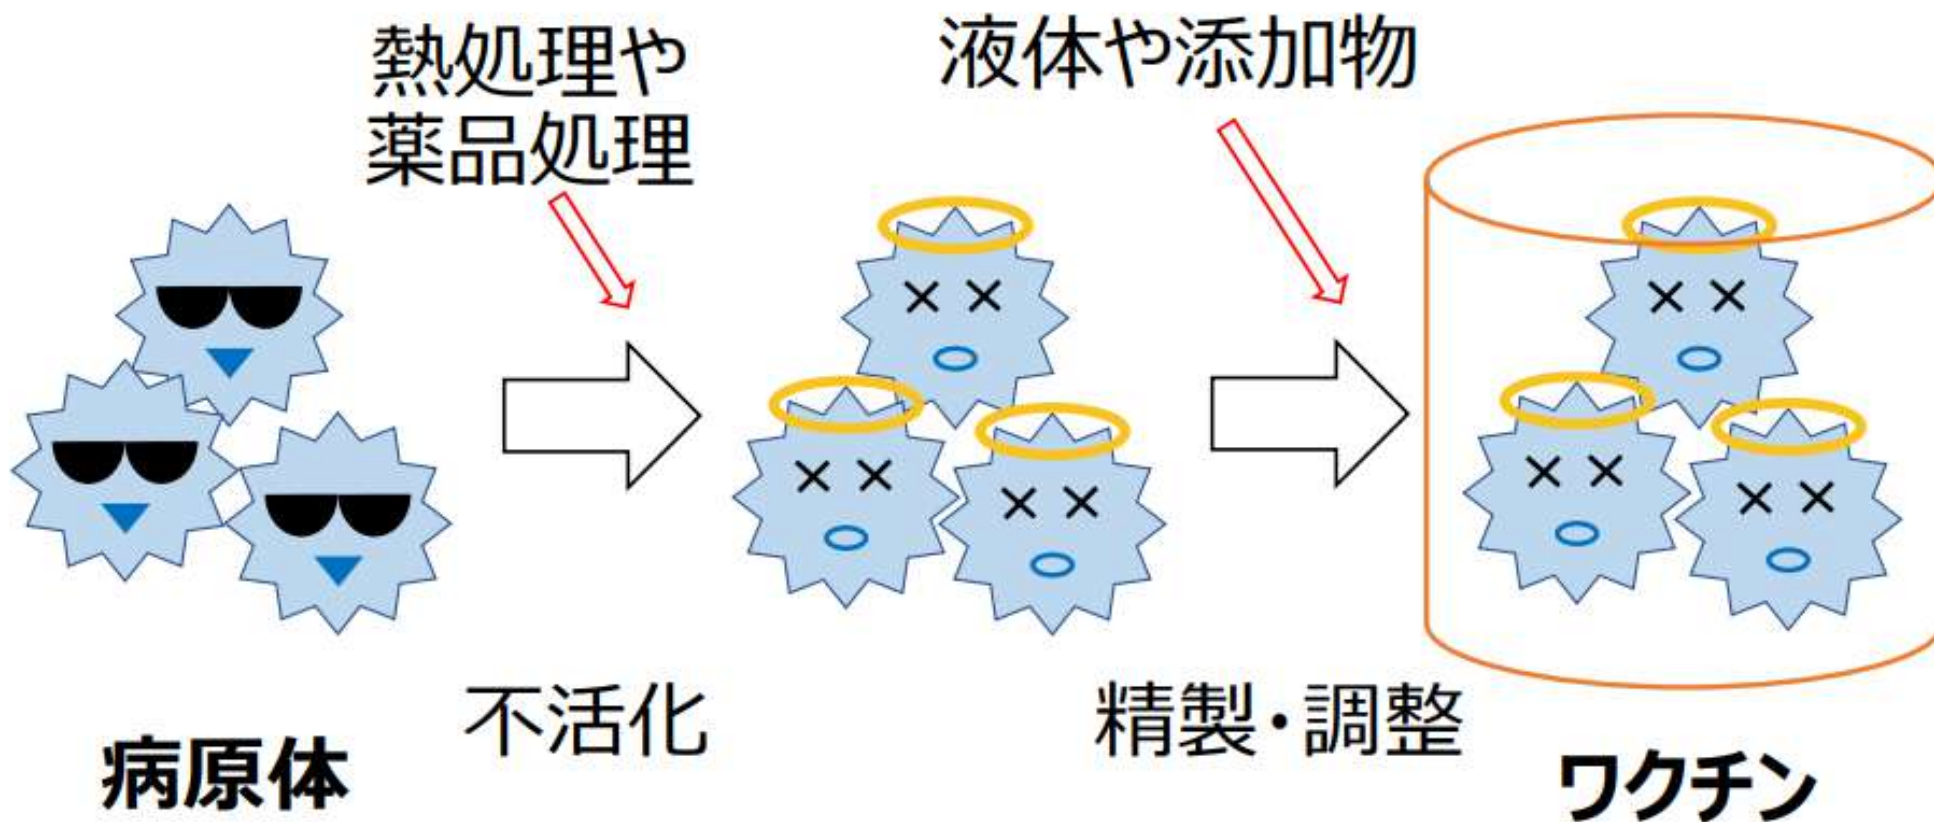 熱処理や
薬品処理
液体や添加物
不活化
精製・調整
病原体
ワクチン